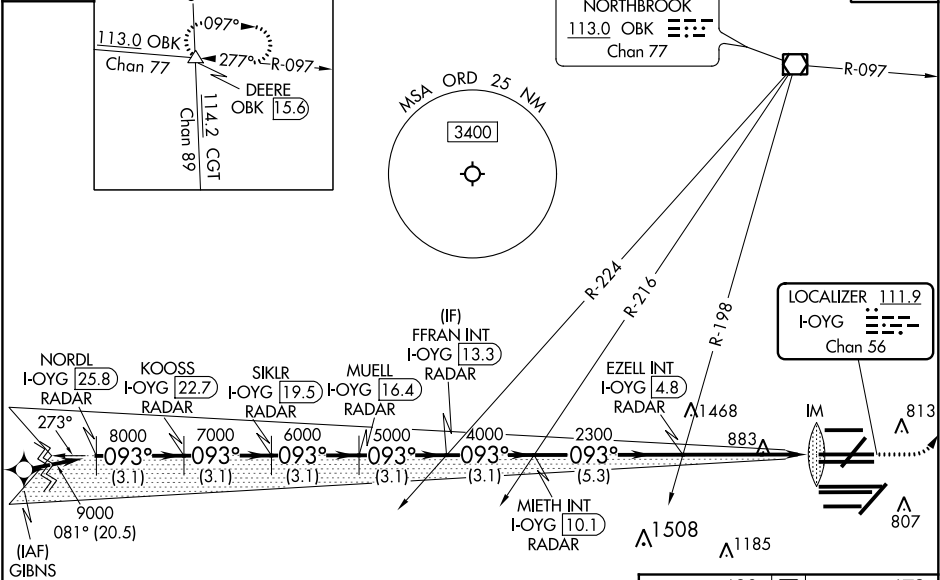 097°
113.0 OBK
Chan 77
277°
R-097
DEERE
OBK 15.6
114.2 CGT
Chan 89
MSA ORD 25 NM
3400
NORTHBROOK
113.0 OBK
Chan 77
R-097
R-224
R-216
R-198
LOCALIZER 111.9
I-OYG
Chan 56
NORDL
I-OYG 25.8
RADAR
KOOSS
I-OYG 22.7
RADAR
SIKLR
I-OYG 19.5
RADAR
MUELL
I-OYG 16.4
RADAR
(IF)
FFRAN INT
I-OYG 13.3
RADAR
EZELL INT
I-OYG 4.8
RADAR
1468
883
IM
813
273°
8000
093°
(3.1)
7000
093°
(3.1)
6000
093°
(3.1)
5000
093°
(3.1)
4000
093°
(3.1)
2300
093°
(5.3)
9000
081° (20.5)
(IAF)
GIBNS
MIETH INT
I-OYG 10.1
RADAR
1508
1185
807